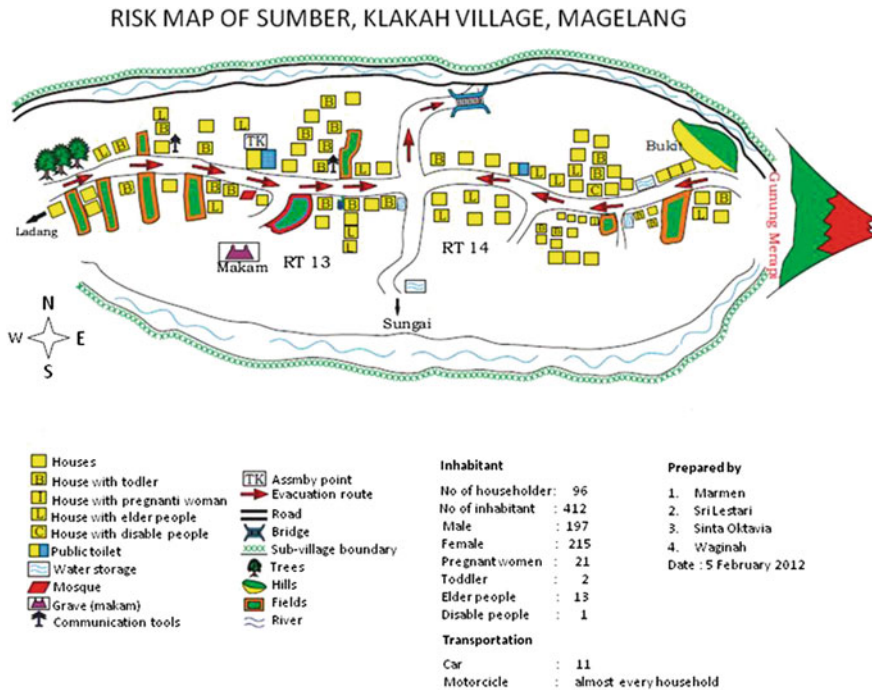 RISK MAP OF SUMBER, KLAKAH VILLAGE, MAGELANG
L
B
B
L
B
L
TK
B
B
B
B
B
L
Bukit
Gunung Merapi
Ladang
B
B
B
B
B
L
L
B
B
L
L
B
B
C
L
L
B
L
Makam
RT 13
RT 14
Sungai
N
W
E
S
Houses
B House with todler
I House with pregnanti woman
L House with elder people
C House with disable people
Public toilet
Water storage
Mosque
Grave (makam)
Communication tools
TK Assmby point
Evacuation route
Road
Bridge
Sub-village boundary
Trees
Hills
Fields
River
Inhabitant
No of householder: 96
No of inhabitant : 412
Male : 197
Female : 215
Pregnant women : 21
Toddler : 2
Elder people : 13
Disable people : 1
Transportation
Car : 11
Motorcicle : almost every household
Prepared by
1. Marmen
2. Sri Lestari
3. Sinta Oktavia
4. Waginah
Date : 5 February 2012